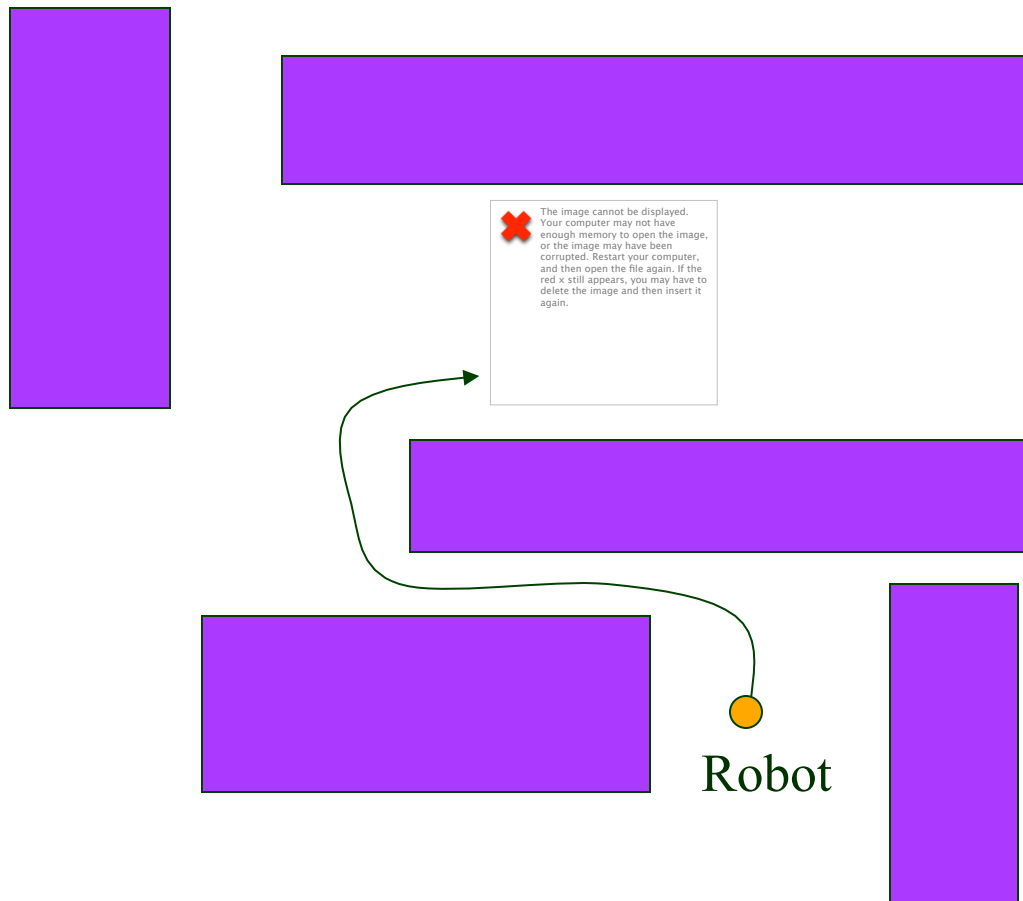 The image cannot be displayed.
Your computer may not have
enough memory to open the image,
or the image may have been
corrupted. Restart your computer,
and then open the file again. If the
red x still appears, you may have to
delete the image and then insert it
again.
Robot